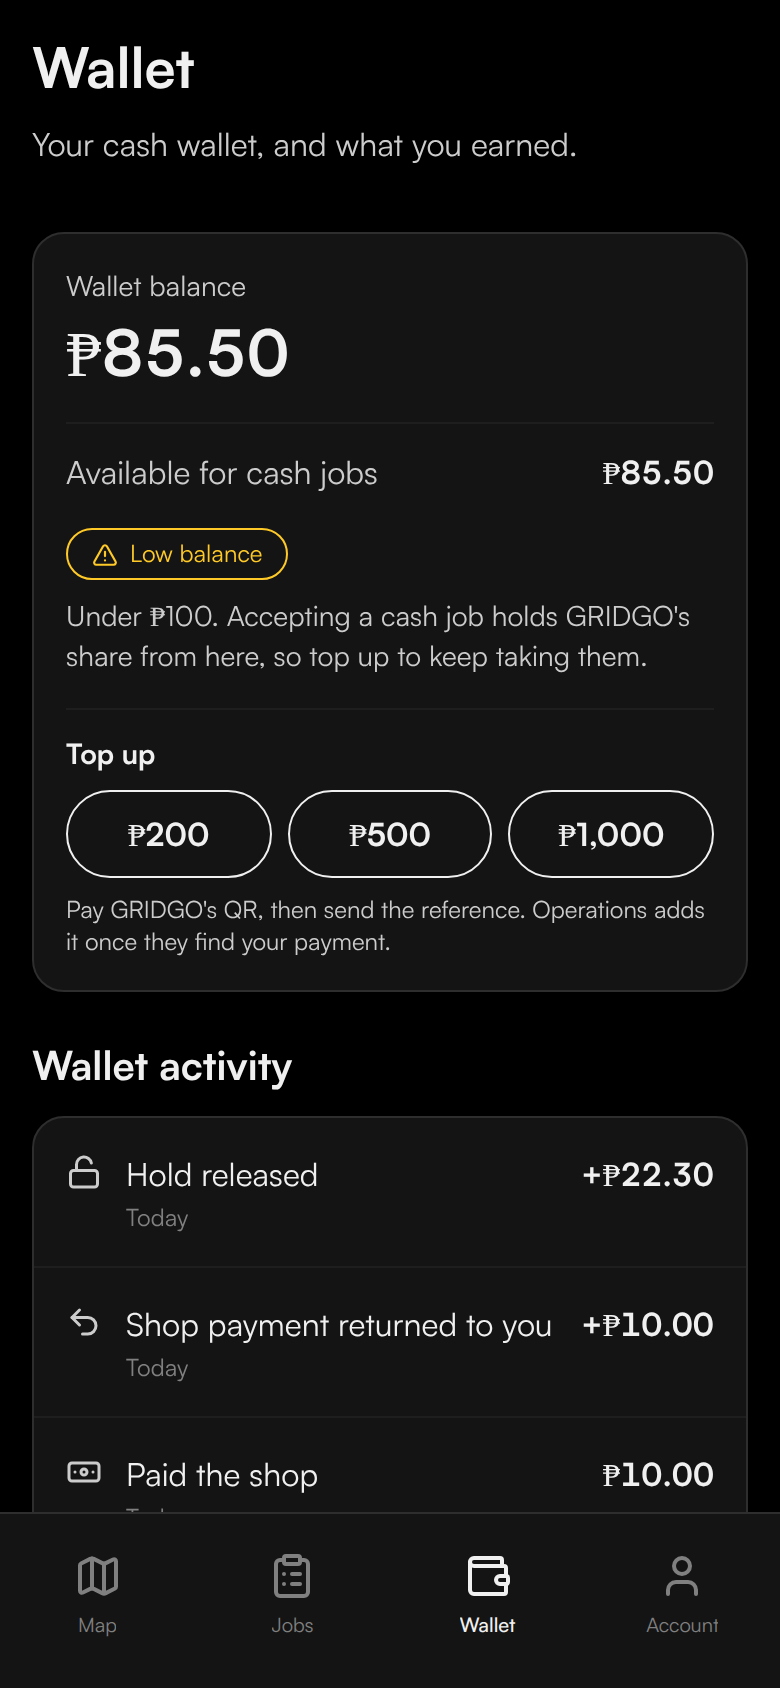 Wallet
Your cash wallet, and what you earned.
Wallet balance
₱85.50
Available for cash jobs
₱85.50
Low balance
Under ₱100. Accepting a cash job holds GRIDGO's
share from here, so top up to keep taking them.
Top up
₱200
₱500
₱1,000
Pay GRIDGO's QR, then send the reference. Operations adds
it once they find your payment.
Wallet activity
Hold released
+₱22.30
Today
Shop payment returned to you
+₱10.00
Today
Paid the shop
₱10.00
Map
Jobs
Wallet
Account